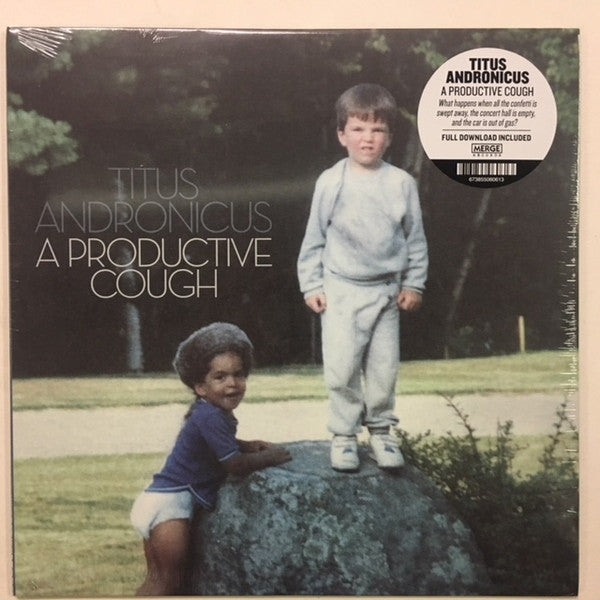 TITUS
ANDRONICUS
A PRODUCTIVE
COUGH
TITUS
ANDRONICUS
A PRODUCTIVE COUGH
What happens when all the confetti is
swept away, the concert hall is empty,
and the car is out of gas?
FULL DOWNLOAD INCLUDED
MERGE
RECORDS
673855060613